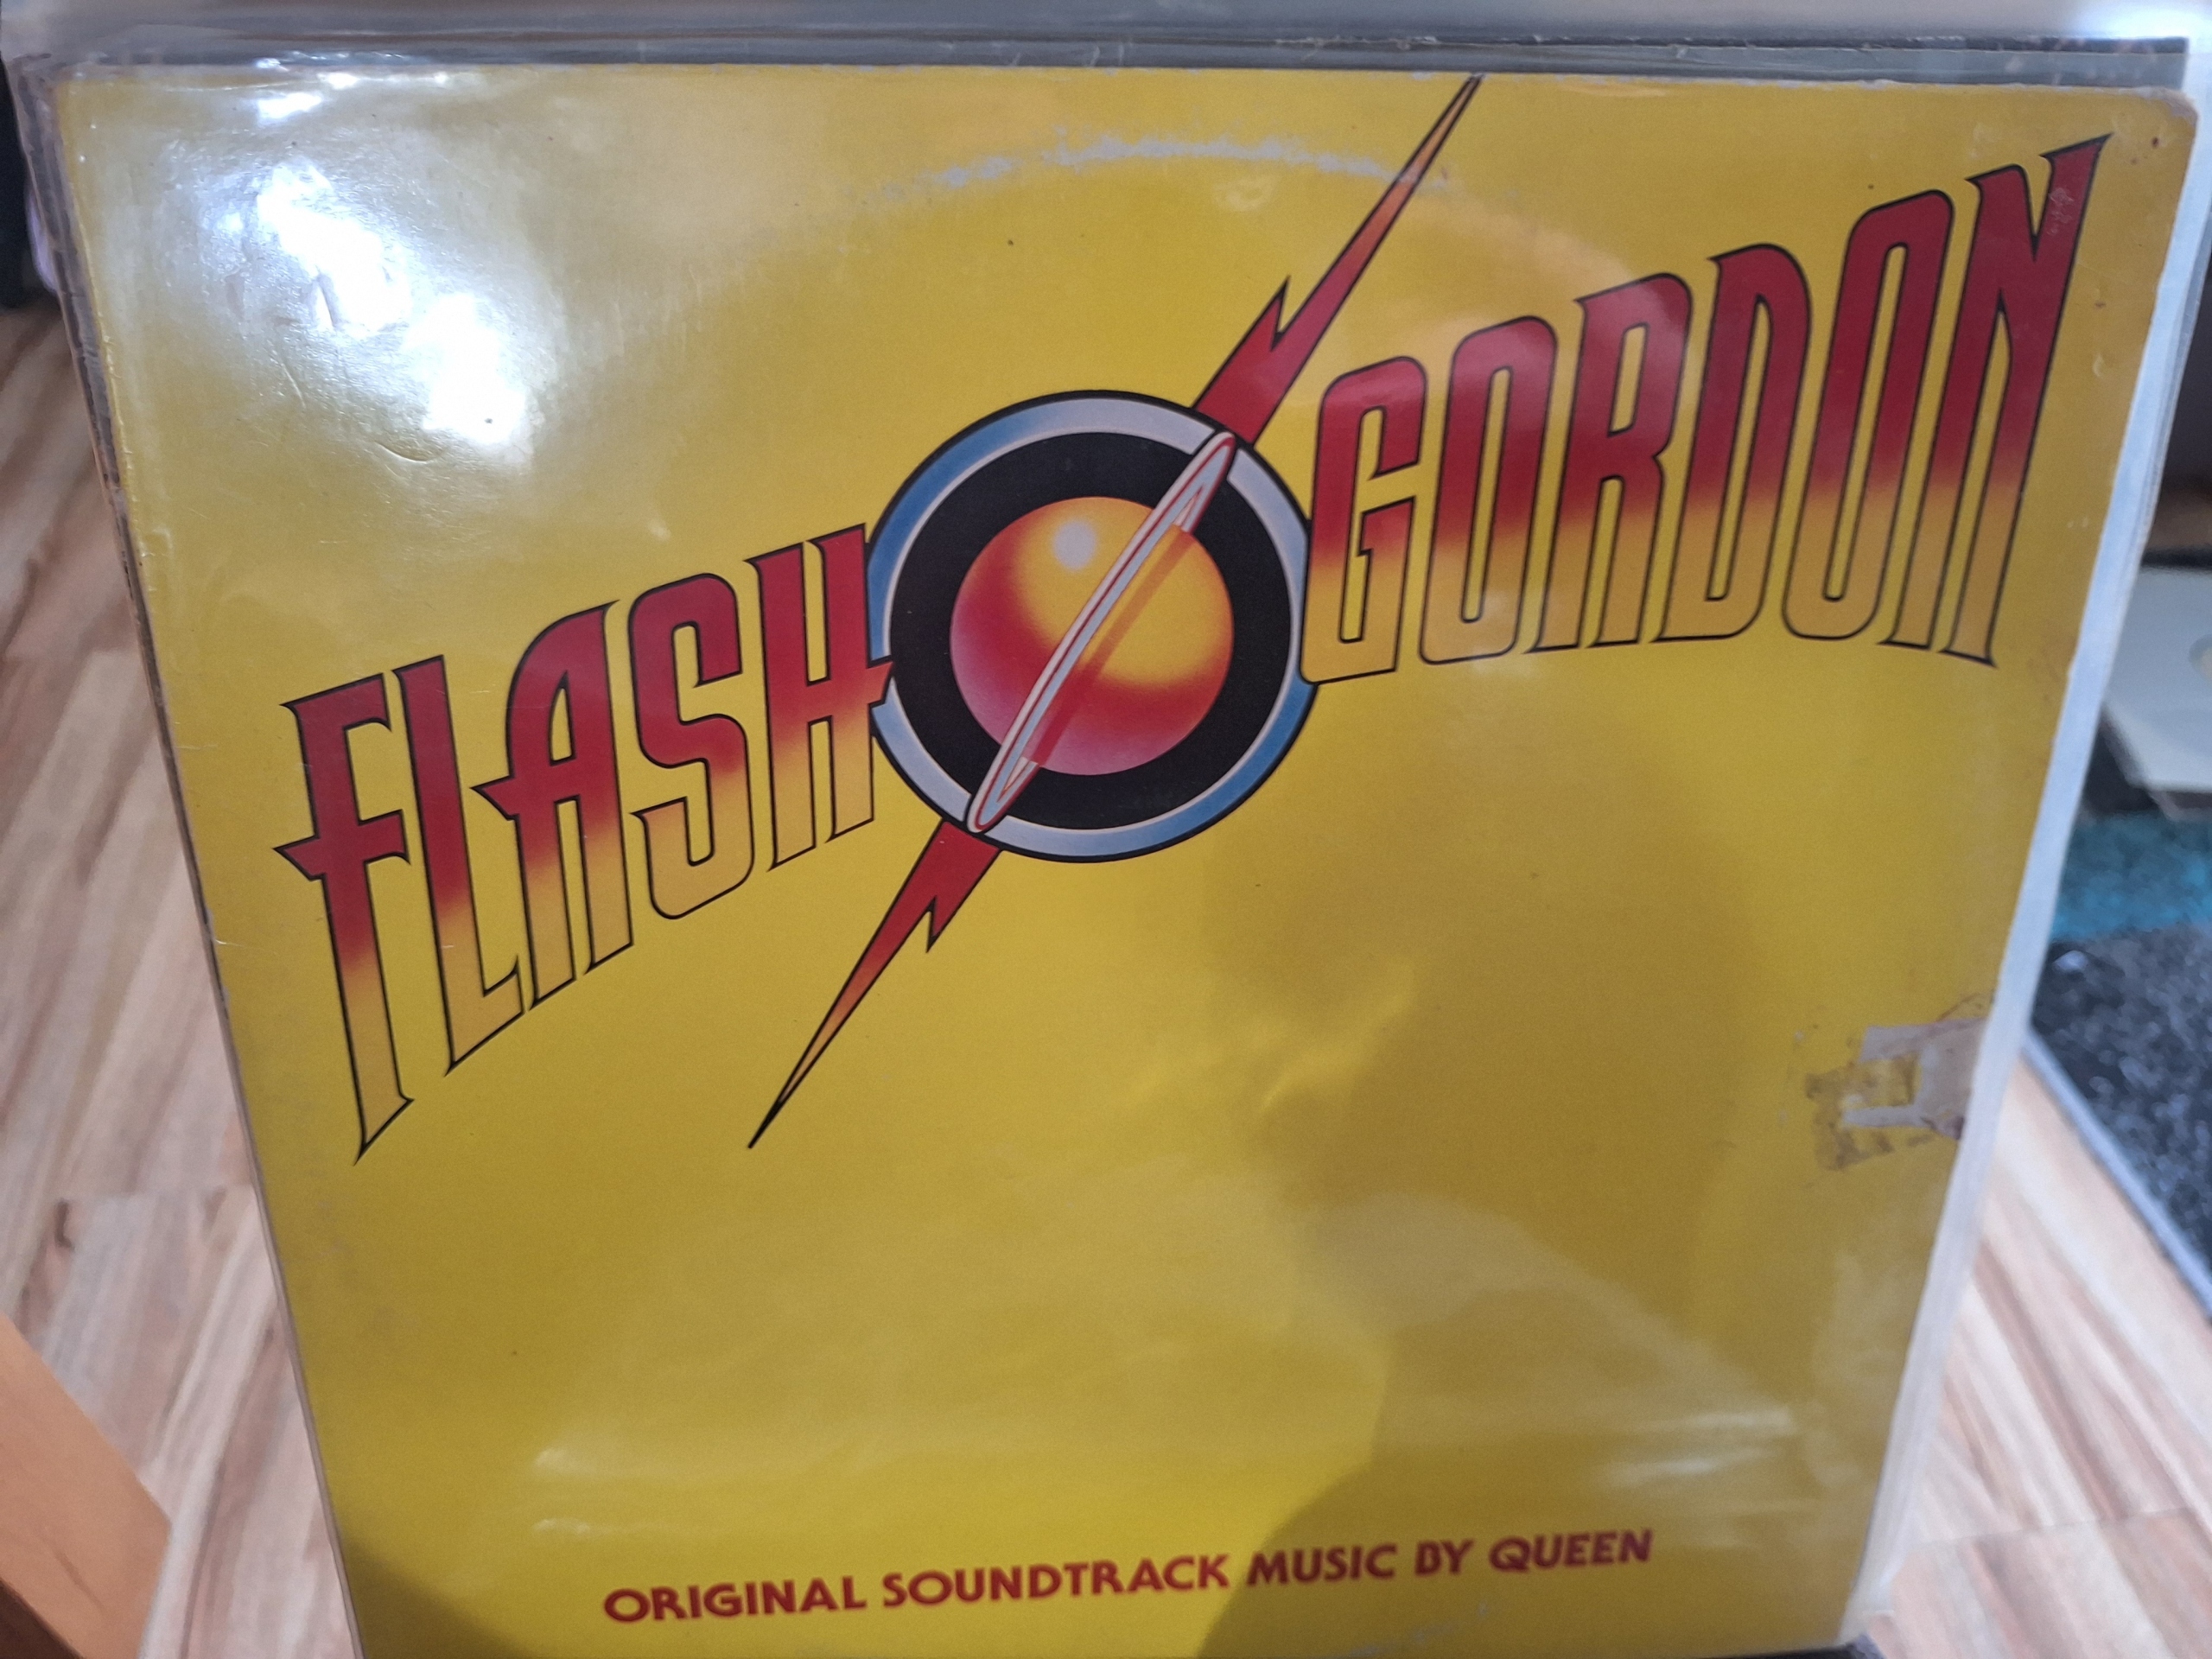 FLASH GORDON
ORIGINAL SOUNDTRACK MUSIC BY QUEEN